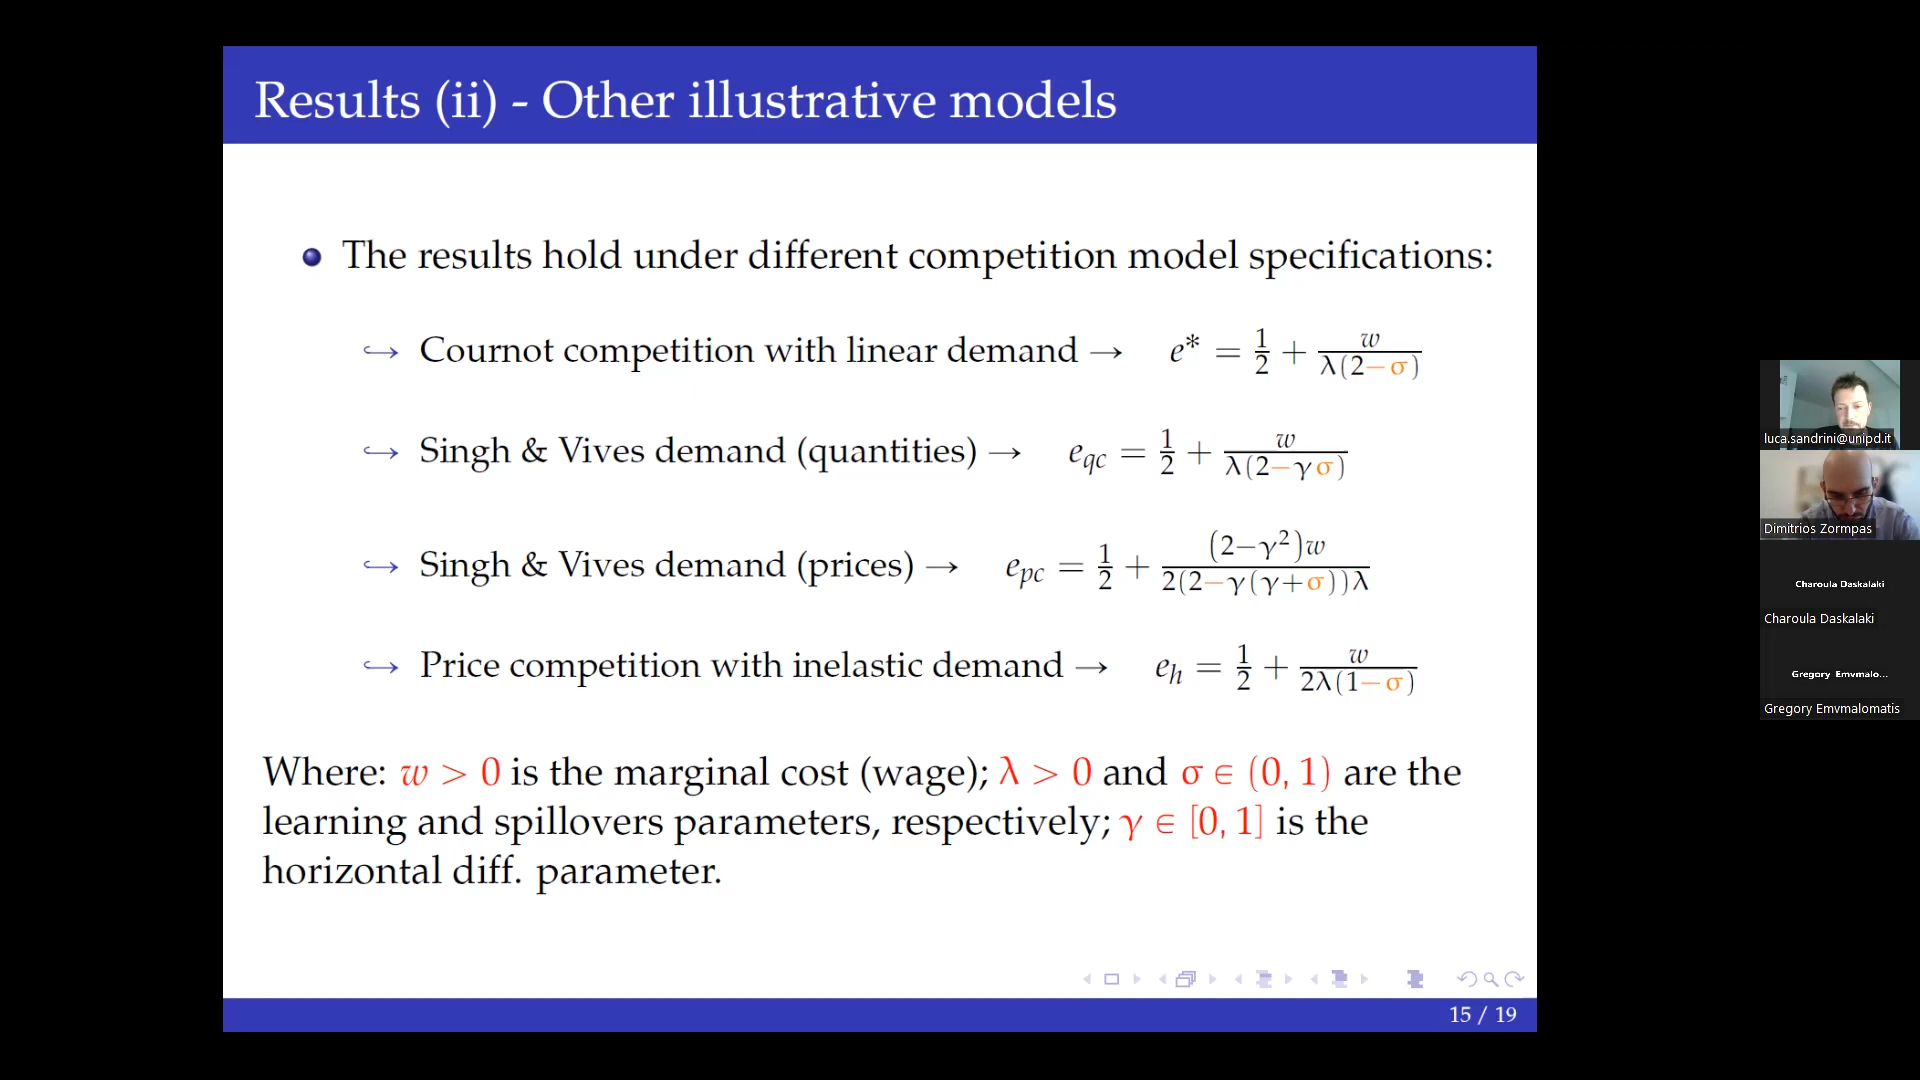 Results (ii) - Other illustrative models
The results hold under different competition model specifications:
↪ Cournot competition with linear demand → e* = 1/2 + w/(λ(2−σ))
↪ Singh & Vives demand (quantities) → e_qc = 1/2 + w/(λ(2−γσ))
↪ Singh & Vives demand (prices) → e_pc = 1/2 + (2−γ²)w/(2(2−γ(γ+σ))λ)
↪ Price competition with inelastic demand → e_h = 1/2 + w/(2λ(1−σ))
Where: w > 0 is the marginal cost (wage); λ > 0 and σ ∈ (0, 1) are the
learning and spillovers parameters, respectively; γ ∈ [0, 1] is the
horizontal diff. parameter.
15 / 19
luca.sandrini@unipd.it
Dimitrios Zormpas
Charoula Daskalaki
Charoula Daskalaki
Gregory Emvmalo...
Gregory Emvmalomatis